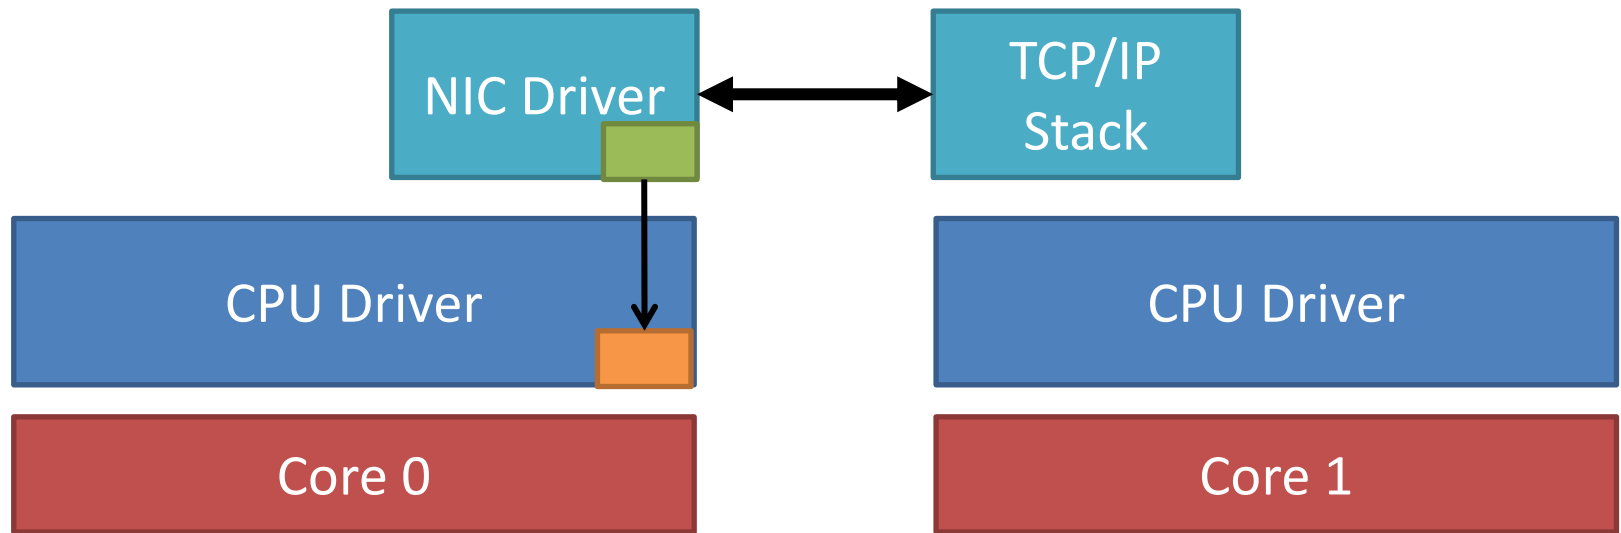 NIC Driver
TCP/IP
Stack
CPU Driver
CPU Driver
Core 0
Core 1